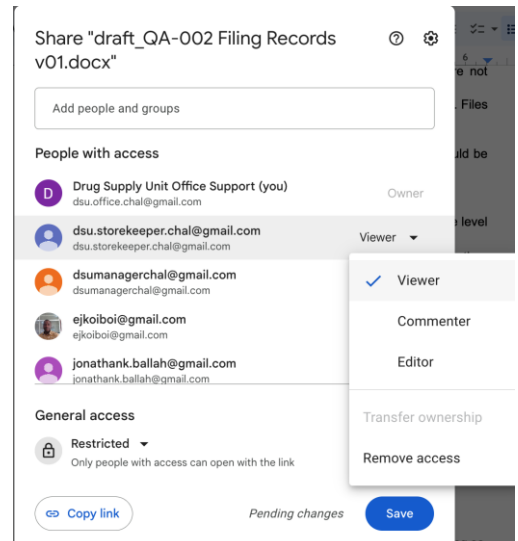 Share "draft_QA-002 Filing Records
v01.docx"
6
e not
Add people and groups
. Files
People with access
uld be
D
Drug Supply Unit Office Support (you)
dsu.office.chal@gmail.com
Owner
dsu.storekeeper.chal@gmail.com
dsu.storekeeper.chal@gmail.com
Viewer
e level
dsumanagerchal@gmail.com
dsumanagerchal@gmail.com
Viewer
ejkoiboi@gmail.com
ejkoiboi@gmail.com
Commenter
Editor
jonathank.ballah@gmail.com
jonathank.ballah@gmail.com
General access
Transfer ownership
Restricted
Only people with access can open with the link
Remove access
Copy link
Pending changes
Save